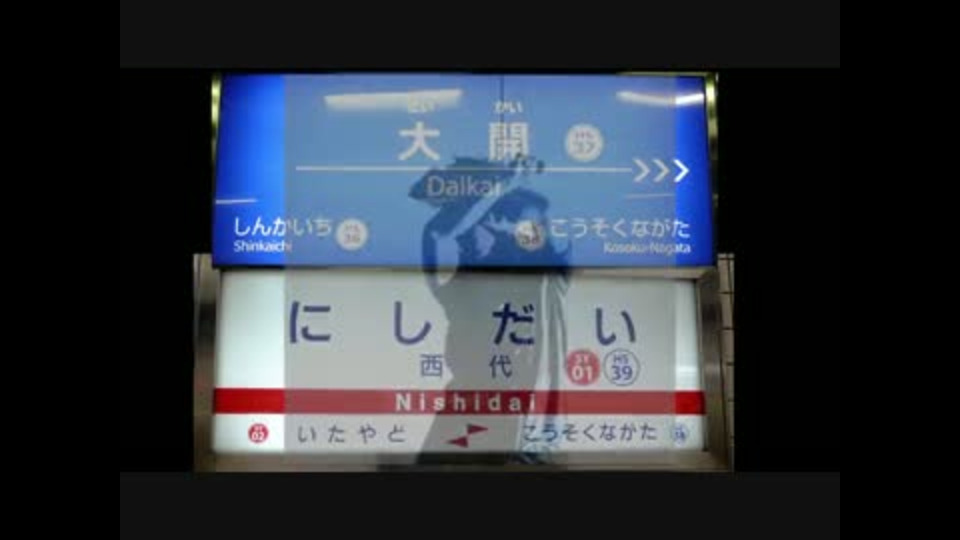 だい かい
大 開 HS 37
Daikai
しんかいち HS 36 こうそくながた
Shinkaichi Kosoku-Nagata
にしだい
西代 SY 01 HS 39
Nishidai
SY 02 いたやど こうそくながた